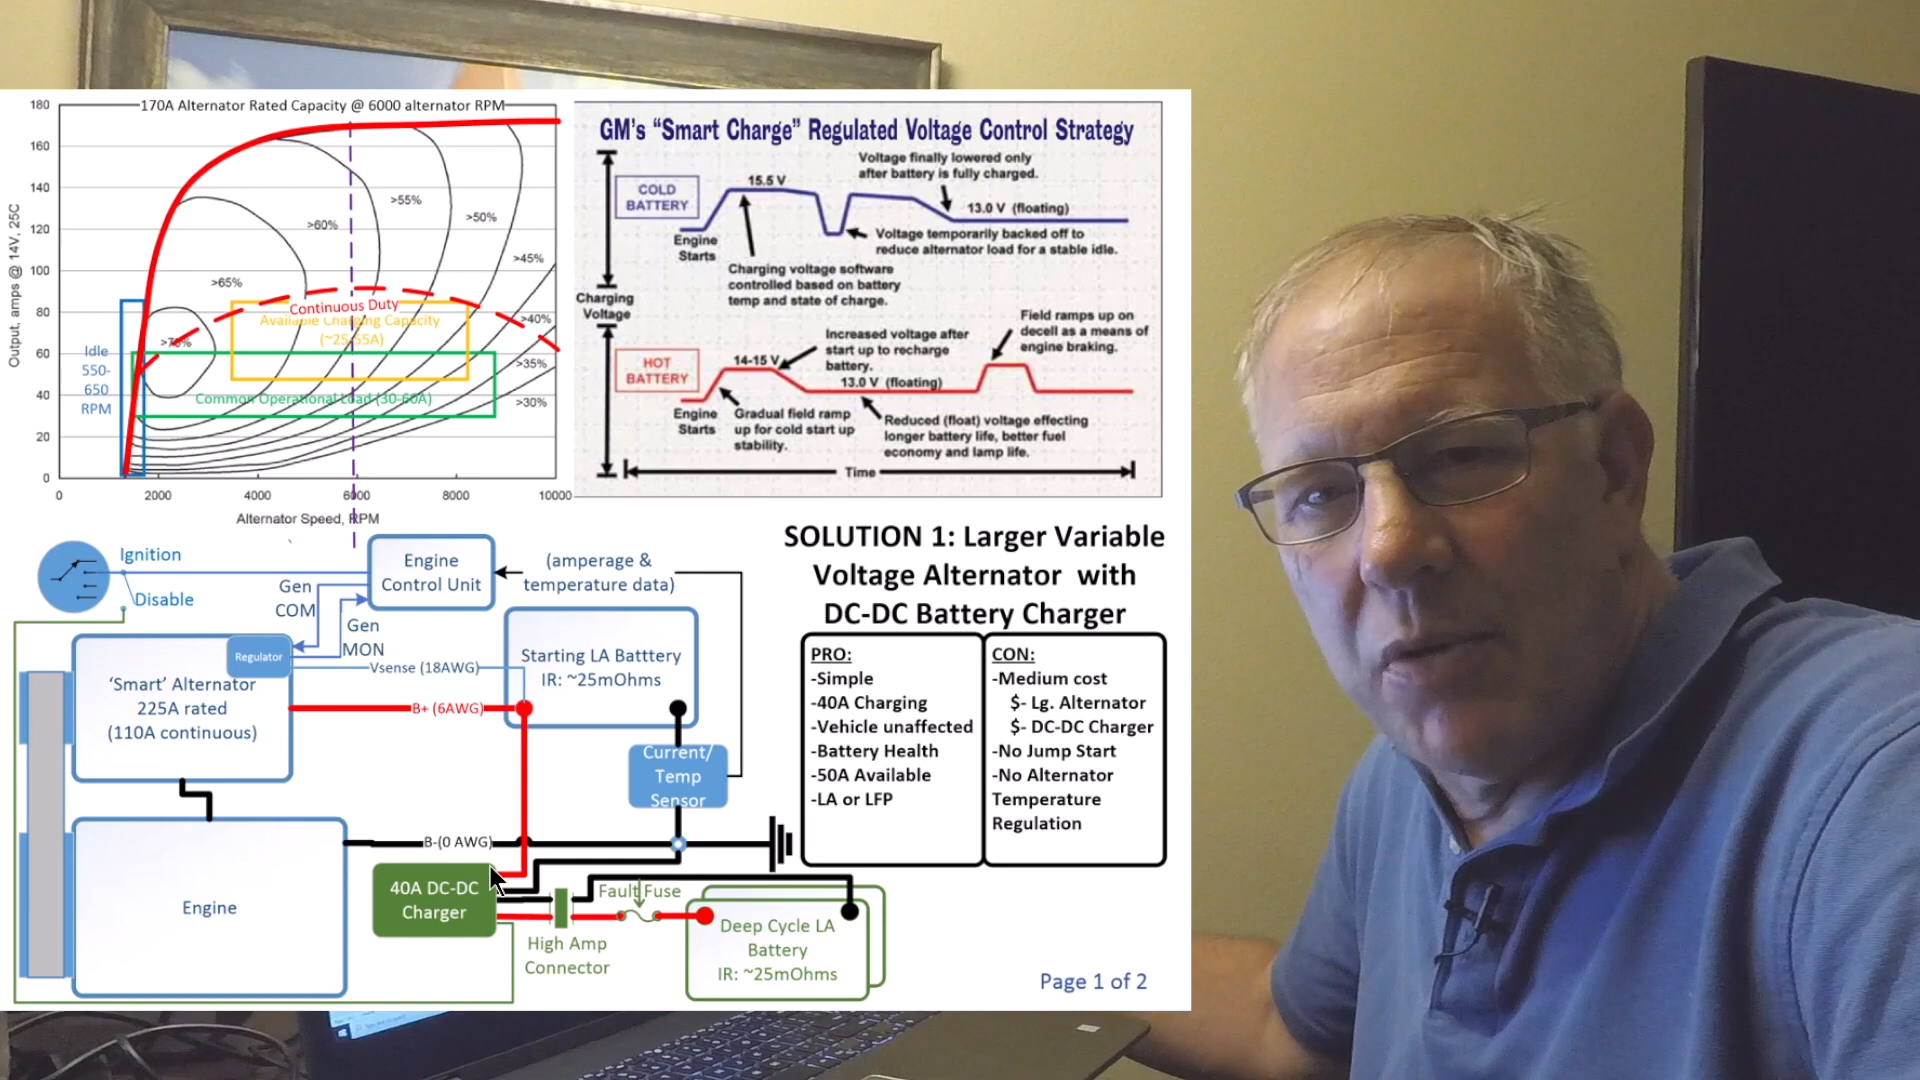 170A Alternator Rated Capacity @ 6000 alternator RPM
180
160
140
120
100
80
60
40
20
0
Output, amps @ 14V, 25C
0
2000
4000
6000
8000
10000
Alternator Speed, RPM
>55%
>60%
>50%
>45%
>65%
>40%
>35%
>30%
>70%
Continuous Duty
Available Charging Capacity
(~25-55A)
Common Operational Load (30-60A)
Idle
550-
650
RPM
GM's "Smart Charge" Regulated Voltage Control Strategy
Charging
Voltage
COLD
BATTERY
15.5 V
Voltage finally lowered only
after battery is fully charged.
13.0 V (floating)
Engine
Starts
Voltage temporarily backed off to
reduce alternator load for a stable idle.
Charging voltage software
controlled based on battery
temp and state of charge.
HOT
BATTERY
14-15 V
Increased voltage after
start up to recharge
battery.
Field ramps up on
decell as a means of
engine braking.
13.0 V (floating)
Engine
Starts
Gradual field ramp
up for cold start up
stability.
Reduced (float) voltage effecting
longer battery life, better fuel
economy and lamp life.
Time
Ignition
Disable
Engine
Control Unit
(amperage &
temperature data)
Gen
COM
Gen
MON
Regulator
Vsense (18AWG)
'Smart' Alternator
225A rated
(110A continuous)
B+ (6AWG)
Starting LA Batttery
IR: ~25mOhms
Current/
Temp
Sensor
B-(0 AWG)
Engine
40A DC-DC
Charger
High Amp
Connector
Fault Fuse
Deep Cycle LA
Battery
IR: ~25mOhms
SOLUTION 1: Larger Variable
Voltage Alternator with
DC-DC Battery Charger
PRO:
-Simple
-40A Charging
-Vehicle unaffected
-Battery Health
-50A Available
-LA or LFP
CON:
-Medium cost
$- Lg. Alternator
$- DC-DC Charger
-No Jump Start
-No Alternator
Temperature
Regulation
Page 1 of 2